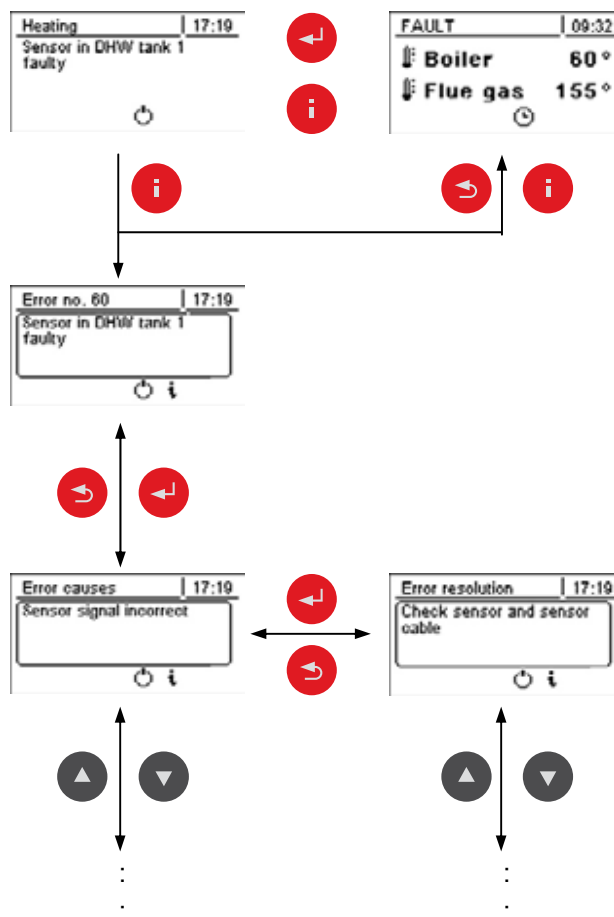 Heating 17:19
Sensor in DHW tank 1
faulty
FAULT 09:32
Boiler 60°
Flue gas 155°
i
i
i
Error no. 60 17:19
Sensor in DHW tank 1
faulty
i
Error causes 17:19
Sensor signal incorrect
i
Error resolution 17:19
Check sensor and sensor
cable
i